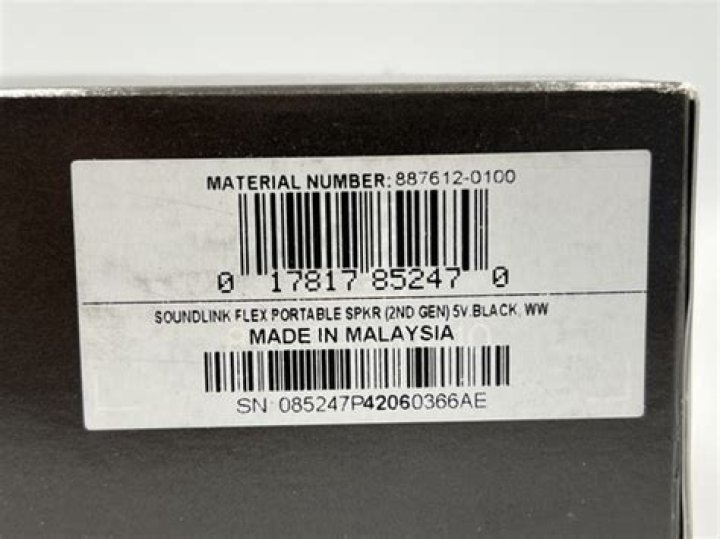 MATERIAL NUMBER: 887612-0100
0 17817 85247 0
SOUNDLINK FLEX PORTABLE SPKR (2ND GEN) 5V.BLACK, WW
MADE IN MALAYSIA
SN 085247P42060366AE